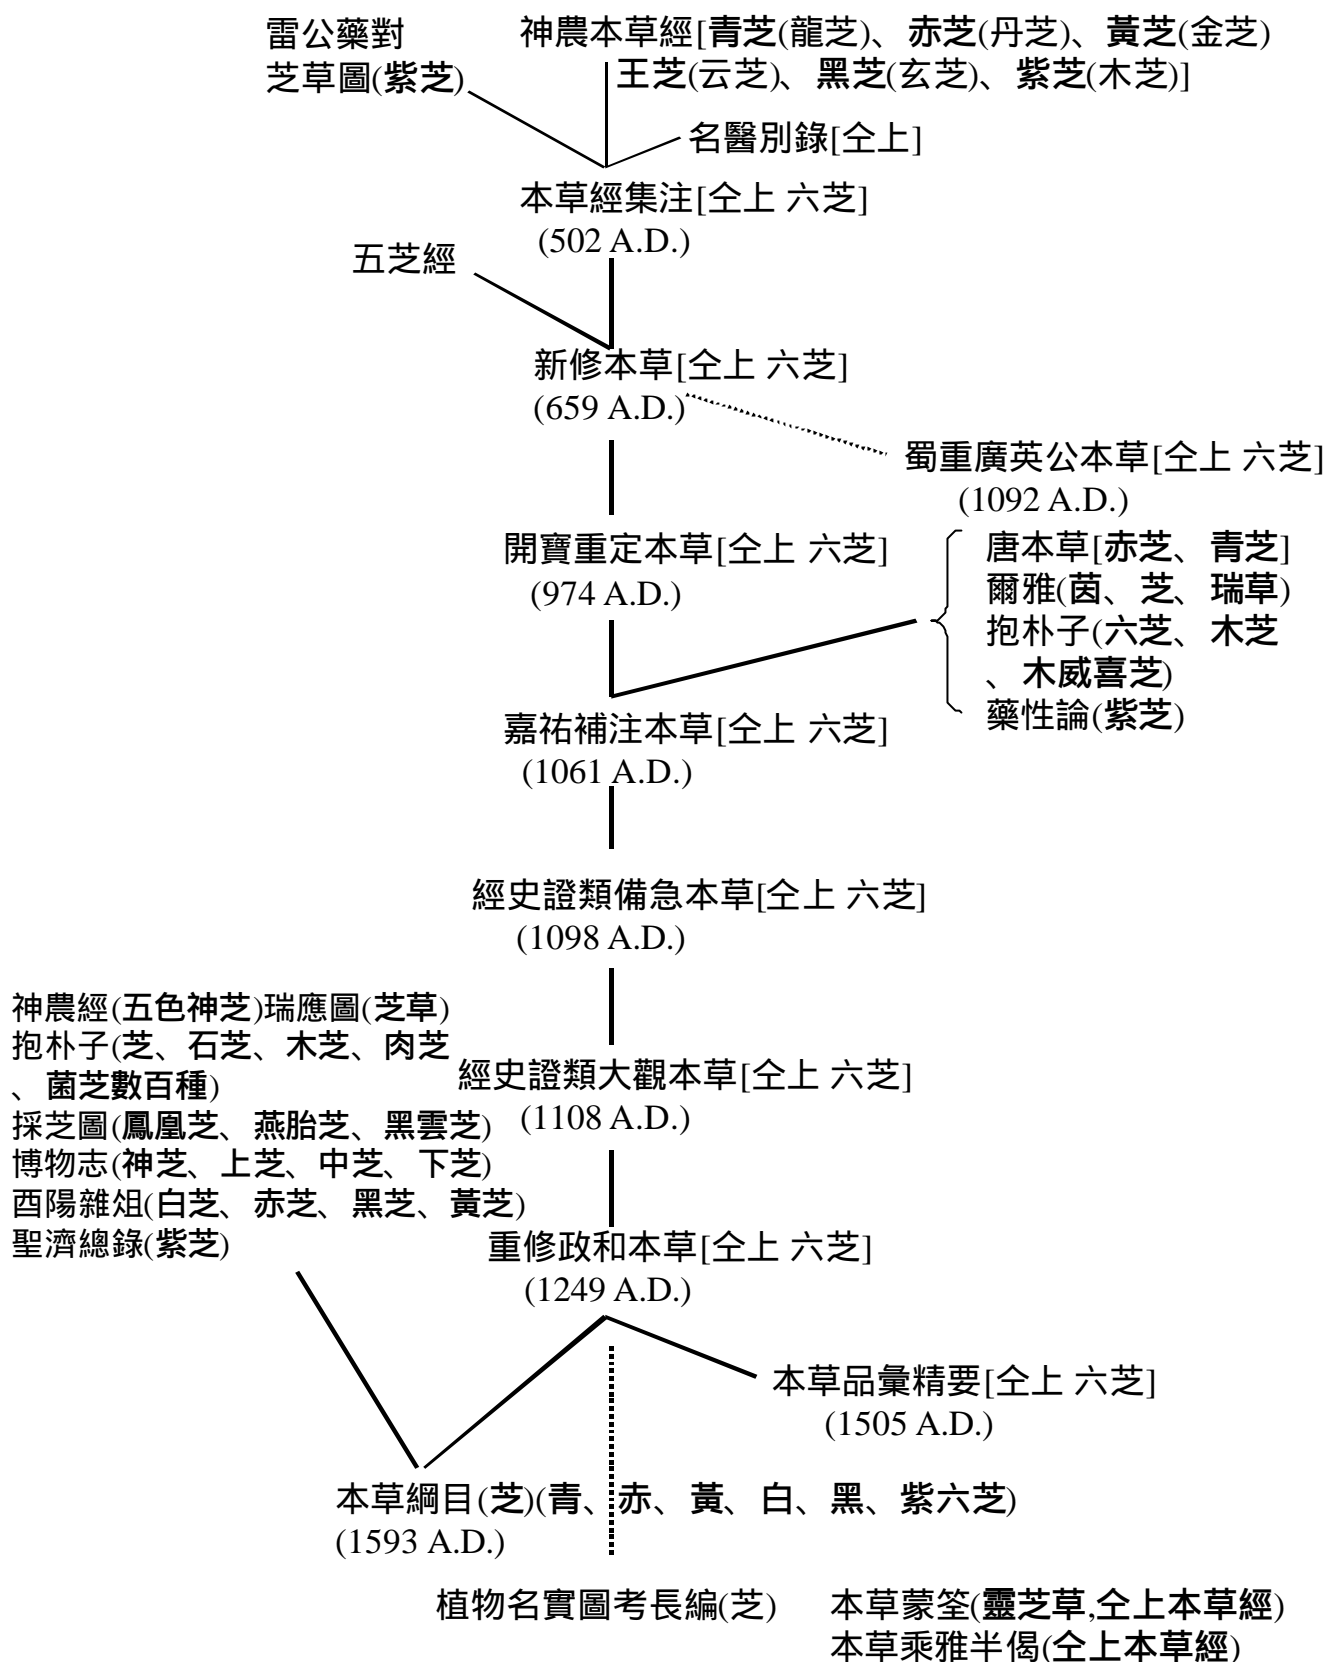 雷公藥對
芝草圖(紫芝)
神農本草經[青芝(龍芝)、赤芝(丹芝)、黃芝(金芝)
王芝(云芝)、黑芝(玄芝)、紫芝(木芝)]
名醫別錄[仝上]
本草經集注[仝上 六芝]
(502 A.D.)
五芝經
新修本草[仝上 六芝]
(659 A.D.)
蜀重廣英公本草[仝上 六芝]
(1092 A.D.)
開寶重定本草[仝上 六芝]
(974 A.D.)
唐本草[赤芝、青芝]
爾雅(茵、芝、瑞草)
抱朴子(六芝、木芝
、木威喜芝)
藥性論(紫芝)
嘉祐補注本草[仝上 六芝]
(1061 A.D.)
經史證類備急本草[仝上 六芝]
(1098 A.D.)
神農經(五色神芝)瑞應圖(芝草)
抱朴子(芝、石芝、木芝、肉芝
、菌芝數百種)
採芝圖(鳳凰芝、燕胎芝、黑雲芝)
博物志(神芝、上芝、中芝、下芝)
酉陽雜俎(白芝、赤芝、黑芝、黃芝)
聖濟總錄(紫芝)
經史證類大觀本草[仝上 六芝]
(1108 A.D.)
重修政和本草[仝上 六芝]
(1249 A.D.)
本草品彙精要[仝上 六芝]
(1505 A.D.)
本草綱目(芝)(青、赤、黃、白、黑、紫六芝)
(1593 A.D.)
植物名實圖考長編(芝)
本草蒙筌(靈芝草,仝上本草經)
本草乘雅半偈(仝上本草經)